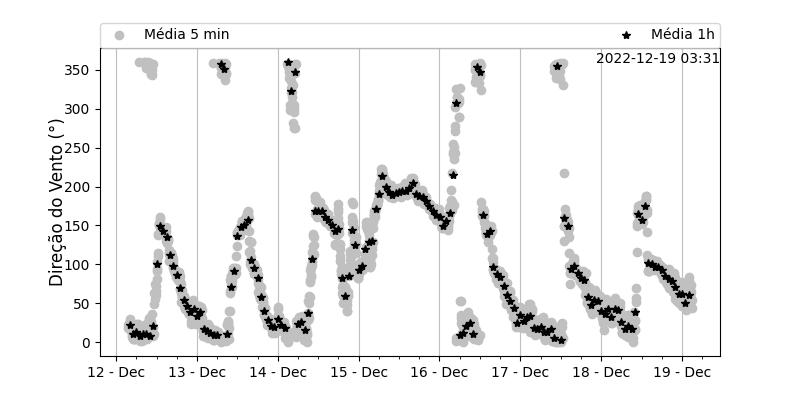 Média 5 min
Média 1h
2022-12-19 03:31
Direção do Vento (°)
350
300
250
200
150
100
50
0
12 - Dec
13 - Dec
14 - Dec
15 - Dec
16 - Dec
17 - Dec
18 - Dec
19 - Dec